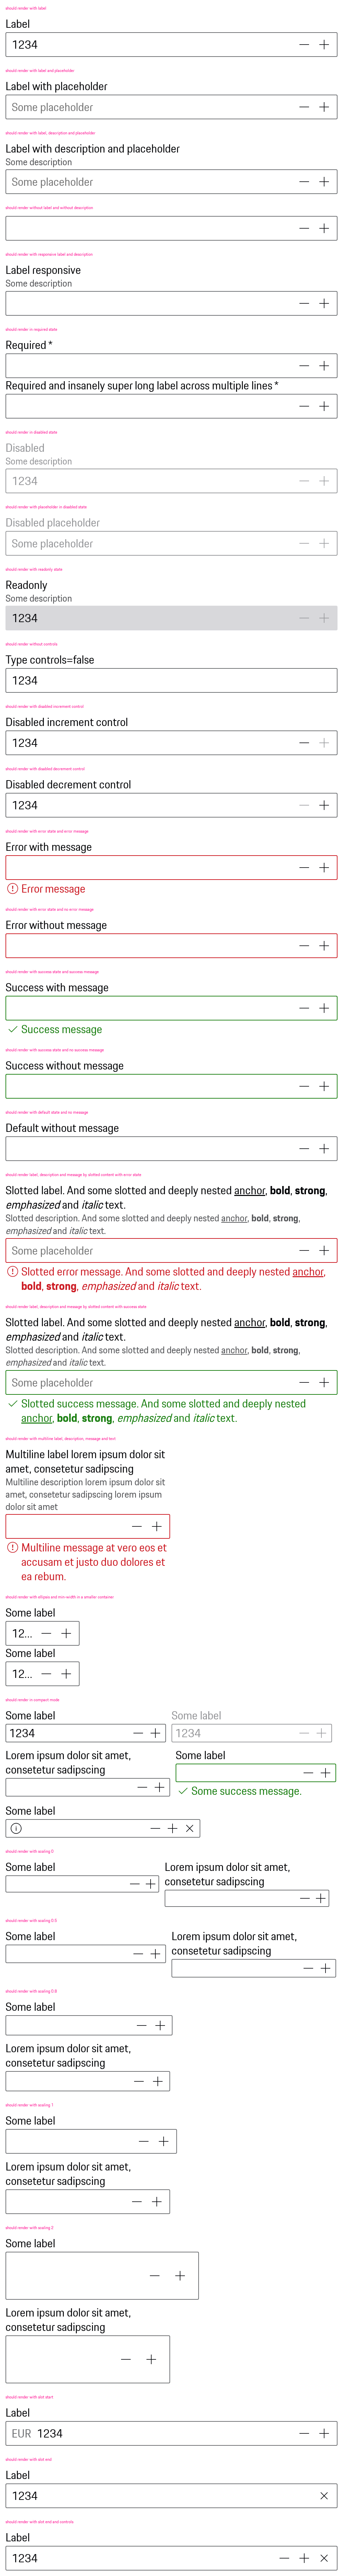 should render with label
Label
1234
should render with label and placeholder
Label with placeholder
Some placeholder
should render with label, description and placeholder
Label with description and placeholder
Some description
Some placeholder
should render without label and without description
should render with responsive label and description
Label responsive
Some description
should render in required state
Required *
Required and insanely super long label across multiple lines *
should render in disabled state
Disabled
Some description
1234
should render with placeholder in disabled state
Disabled placeholder
Some placeholder
should render with readonly state
Readonly
Some description
1234
should render without controls
Type controls=false
1234
should render with disabled increment control
Disabled increment control
1234
should render with disabled decrement control
Disabled decrement control
1234
should render with error state and error message
Error with message
Error message
should render with error state and no error message
Error without message
should render with success state and success message
Success with message
Success message
should render with success state and no success message
Success without message
should render with default state and no message
Default without message
should render label, description and message by slotted content with error state
Slotted label. And some slotted and deeply nested anchor, bold, strong,
emphasized and italic text.
Slotted description. And some slotted and deeply nested anchor, bold, strong,
emphasized and italic text.
Some placeholder
Slotted error message. And some slotted and deeply nested anchor,
bold, strong, emphasized and italic text.
should render label, description and message by slotted content with success state
Slotted label. And some slotted and deeply nested anchor, bold, strong,
emphasized and italic text.
Slotted description. And some slotted and deeply nested anchor, bold, strong,
emphasized and italic text.
Some placeholder
Slotted success message. And some slotted and deeply nested
anchor, bold, strong, emphasized and italic text.
should render with multiline label, description, message and text
Multiline label lorem ipsum dolor sit
amet, consetetur sadipscing
Multiline description lorem ipsum dolor sit
amet, consetetur sadipscing lorem ipsum
dolor sit amet
Multiline message at vero eos et
accusam et justo duo dolores et
ea rebum.
should render with ellipsis and min-width in a smaller container
Some label
12...
Some label
12...
should render in compact mode
Some label Some label
1234 1234
Lorem ipsum dolor sit amet, Some label
consetetur sadipscing
Some success message.
Some label
should render with scaling 0
Some label Lorem ipsum dolor sit amet,
consetetur sadipscing
should render with scaling 0.5
Some label Lorem ipsum dolor sit amet,
consetetur sadipscing
should render with scaling 0.8
Some label
Lorem ipsum dolor sit amet,
consetetur sadipscing
should render with scaling 1
Some label
Lorem ipsum dolor sit amet,
consetetur sadipscing
should render with scaling 3
Some label
Lorem ipsum dolor sit amet,
consetetur sadipscing
should render with slot start
Label
EUR 1234
should render with slot end
Label
1234
should render with slot end and controls
Label
1234